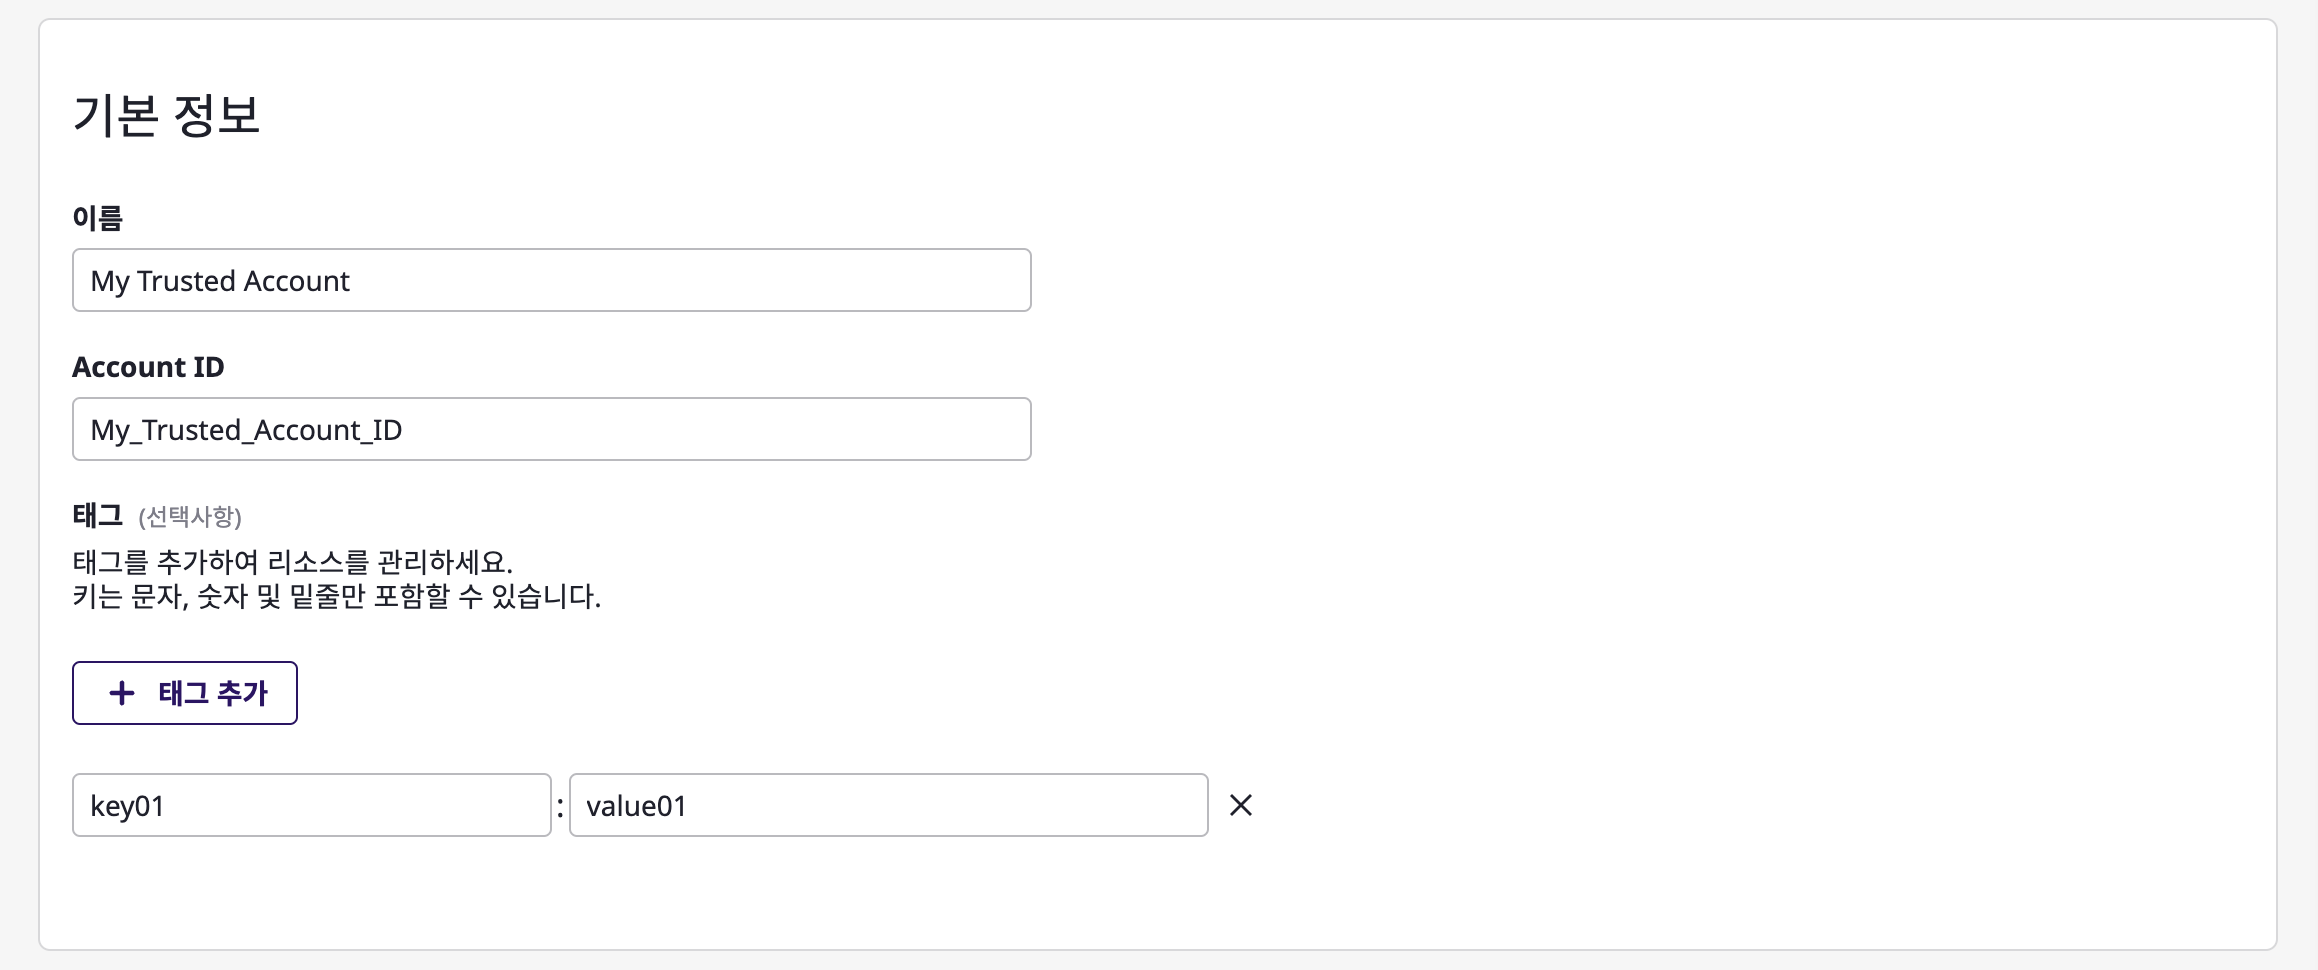 기본 정보
이름
My Trusted Account
Account ID
My_Trusted_Account_ID
태그 (선택사항)
태그를 추가하여 리소스를 관리하세요.
키는 문자, 숫자 및 밑줄만 포함할 수 있습니다.
+ 태그 추가
key01 : value01 ×